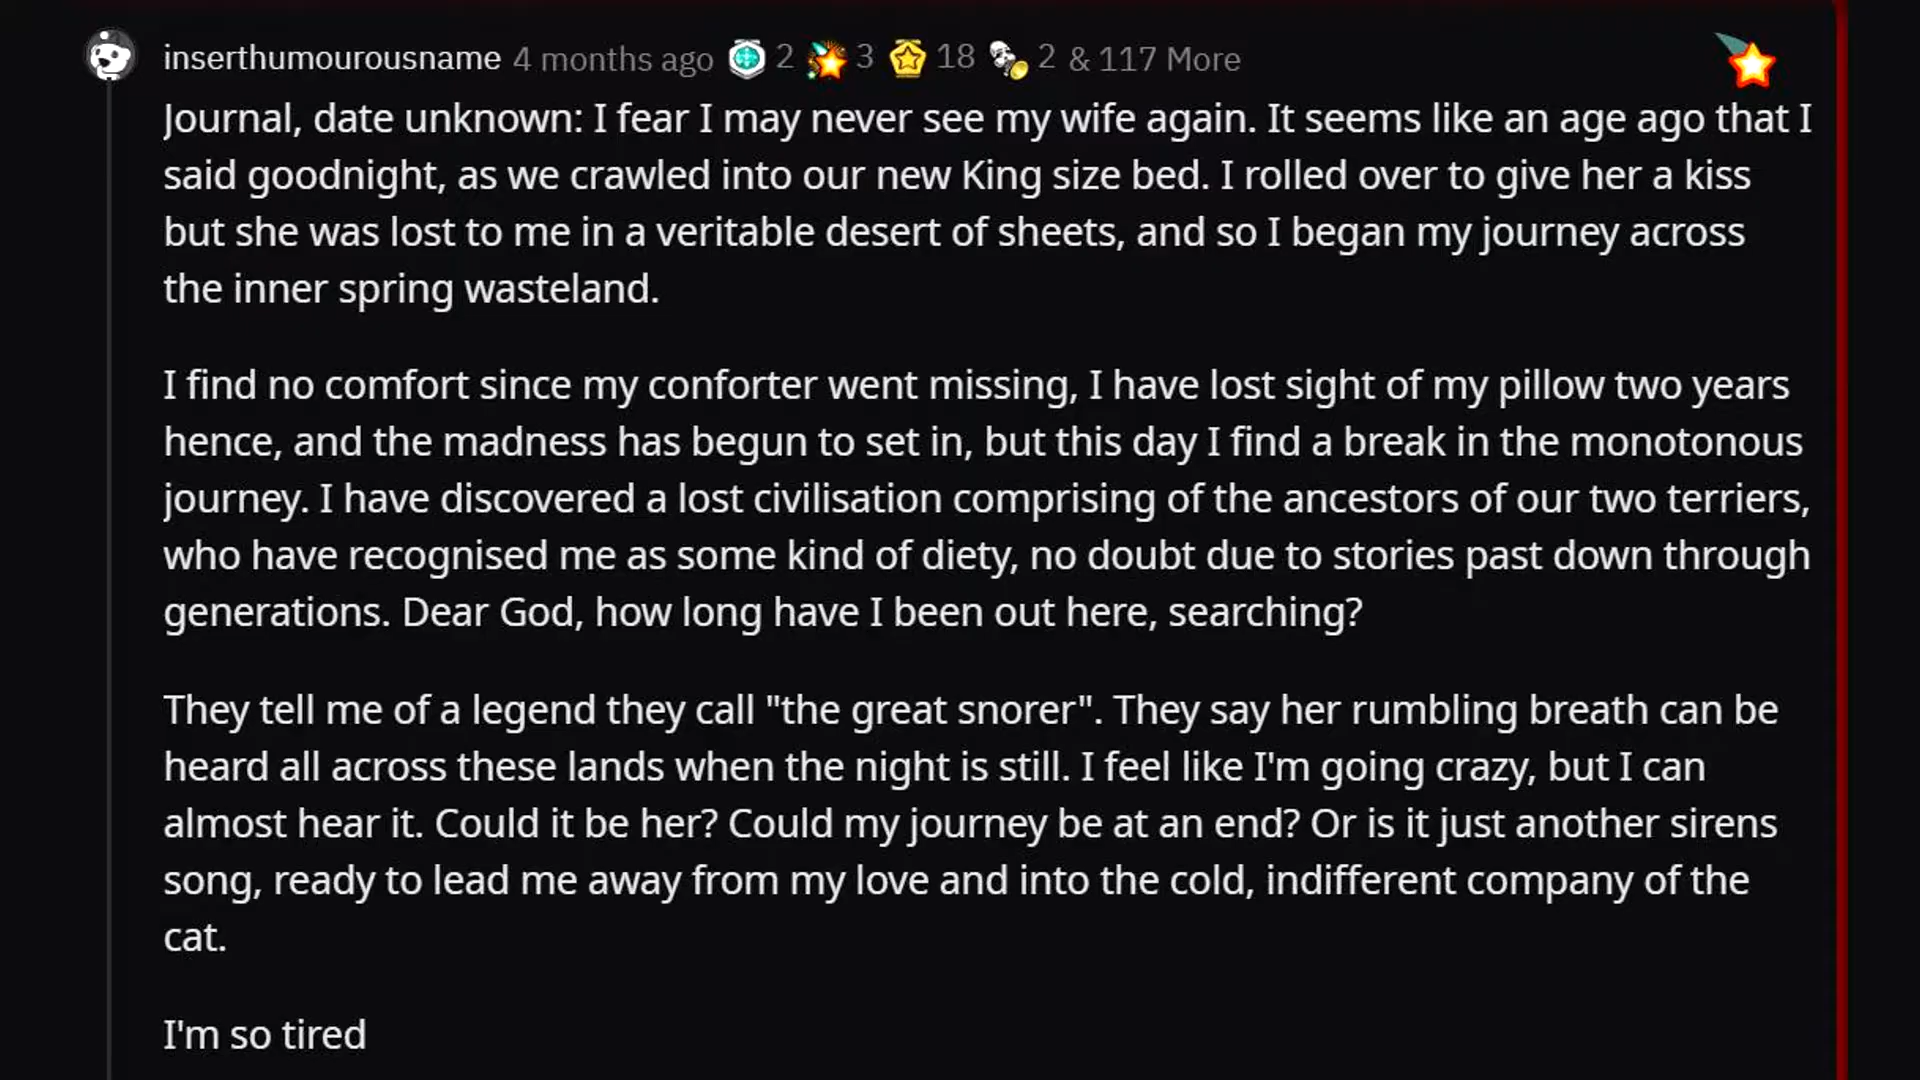 inserthumourousname 4 months ago 2 3 18 2 & 117 More
Journal, date unknown: I fear I may never see my wife again. It seems like an age ago that I
said goodnight, as we crawled into our new King size bed. I rolled over to give her a kiss
but she was lost to me in a veritable desert of sheets, and so I began my journey across
the inner spring wasteland.
I find no comfort since my conforter went missing, I have lost sight of my pillow two years
hence, and the madness has begun to set in, but this day I find a break in the monotonous
journey. I have discovered a lost civilisation comprising of the ancestors of our two terriers,
who have recognised me as some kind of diety, no doubt due to stories past down through
generations. Dear God, how long have I been out here, searching?
They tell me of a legend they call "the great snorer". They say her rumbling breath can be
heard all across these lands when the night is still. I feel like I'm going crazy, but I can
almost hear it. Could it be her? Could my journey be at an end? Or is it just another sirens
song, ready to lead me away from my love and into the cold, indifferent company of the
cat.
I'm so tired